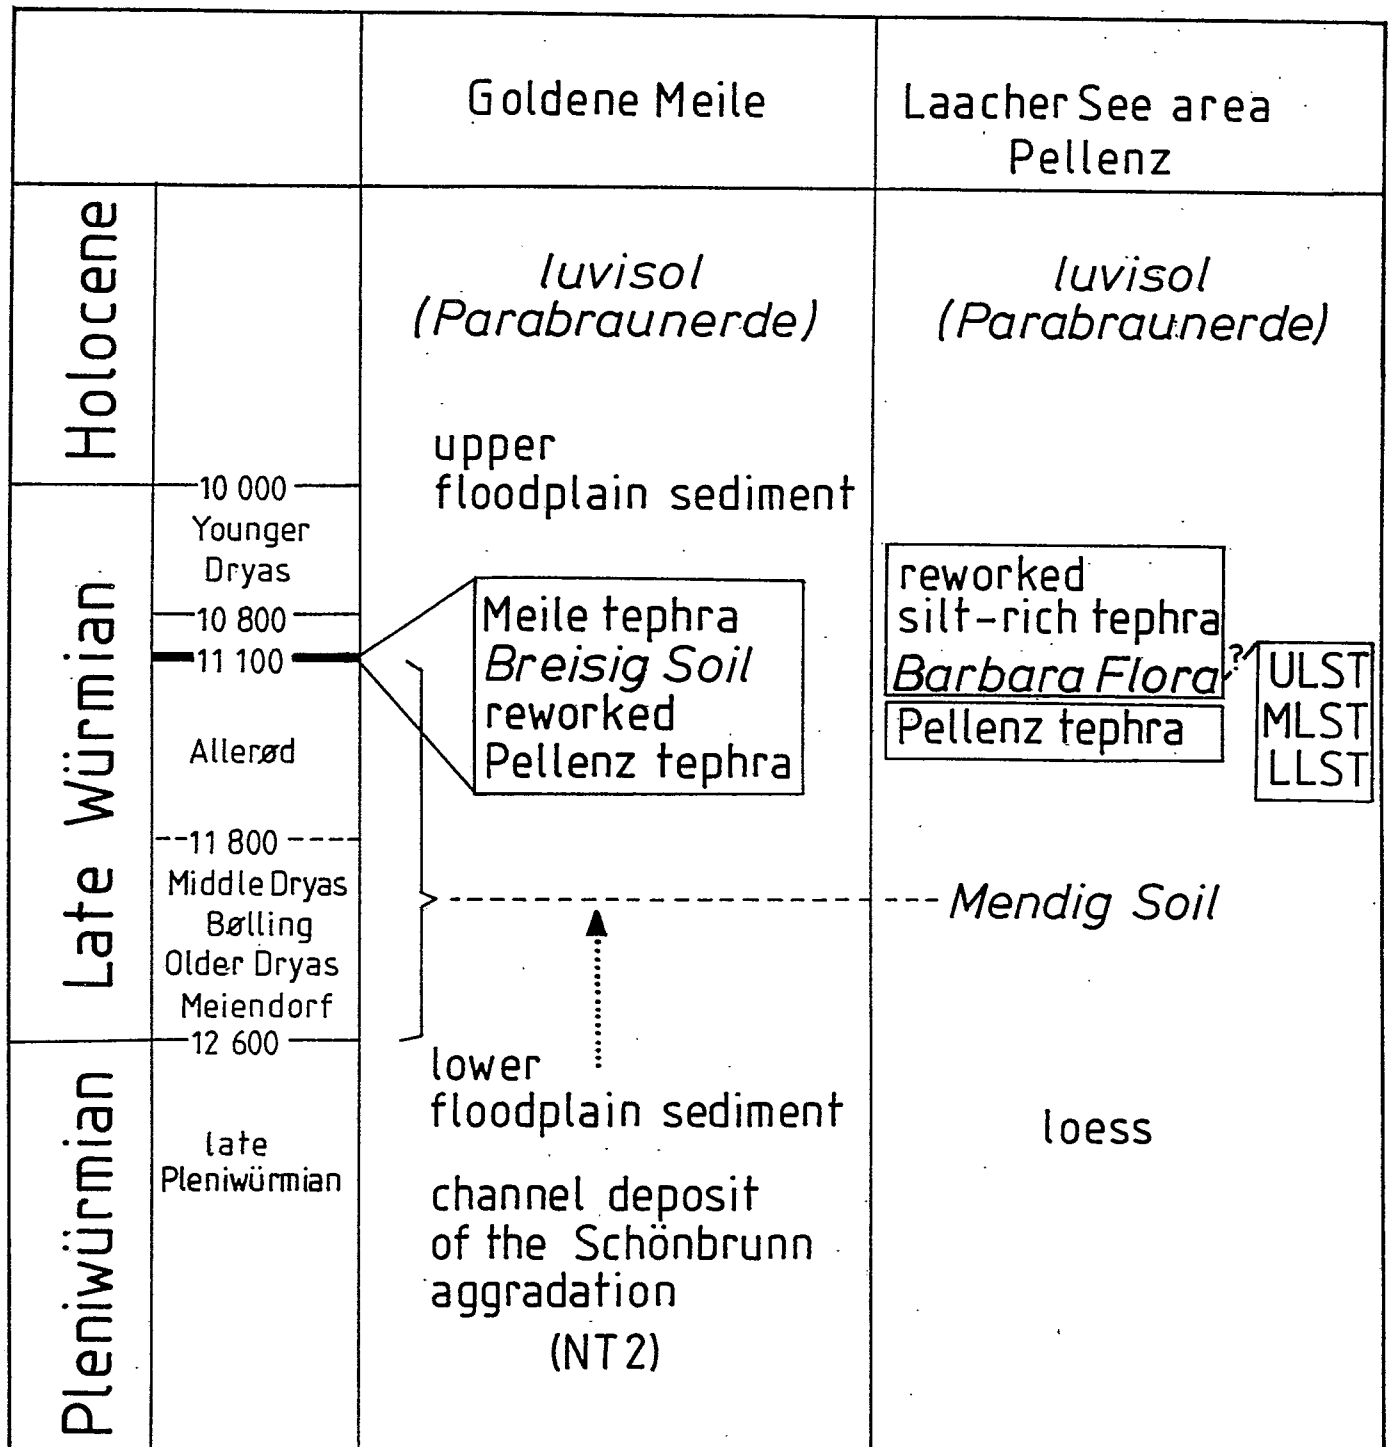 Goldene Meile
Laacher See area
Pellenz
Holocene
Late Würmian
Pleniwürmian
10 000
Younger
Dryas
10 800
11 100
Allerød
11 800
Middle Dryas
Bølling
Older Dryas
Meiendorf
12 600
late
Pleniwürmian
luvisol
(Parabraunerde)
upper
floodplain sediment
Meile tephra
Breisig Soil
reworked
Pellenz tephra
lower
floodplain sediment
channel deposit
of the Schönbrunn
aggradation
(NT2)
luvisol
(Parabraunerde)
reworked
silt-rich tephra
Barbara Flora
?
Pellenz tephra
ULST
MLST
LLST
Mendig Soil
loess